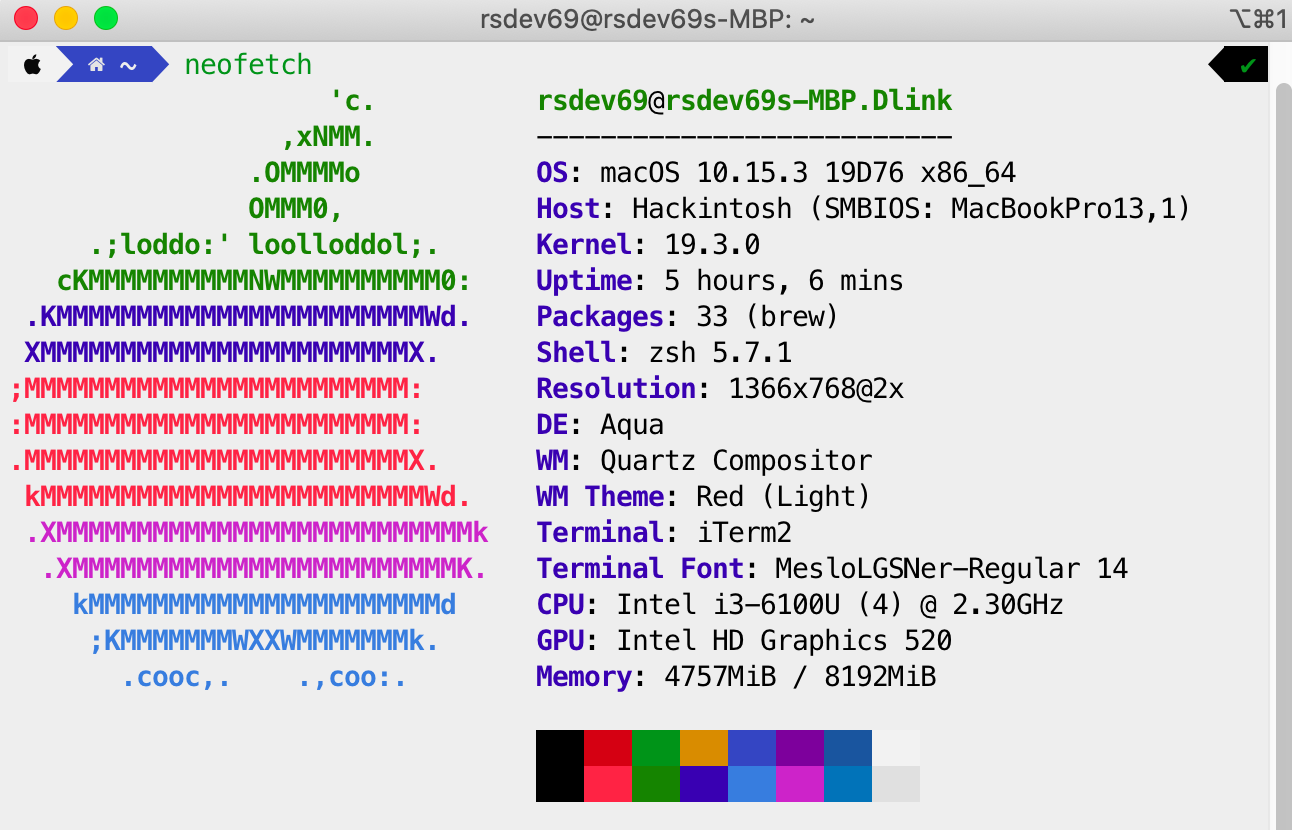 rsdev69@rsdev69s-MBP: ~ ⌥⌘1
~ neofetch ✔
'c. rsdev69@rsdev69s-MBP.Dlink
,xNMM. --------------------------
.OMMMMo OS: macOS 10.15.3 19D76 x86_64
OMMM0, Host: Hackintosh (SMBIOS: MacBookPro13,1)
.;loddo:' loolloddol;. Kernel: 19.3.0
cKMMMMMMMMMMNWMMMMMMMMMM0: Uptime: 5 hours, 6 mins
.KMMMMMMMMMMMMMMMMMMMMMMMWd. Packages: 33 (brew)
XMMMMMMMMMMMMMMMMMMMMMMMX. Shell: zsh 5.7.1
;MMMMMMMMMMMMMMMMMMMMMMMM: Resolution: 1366x768@2x
:MMMMMMMMMMMMMMMMMMMMMMMM: DE: Aqua
.MMMMMMMMMMMMMMMMMMMMMMMMX. WM: Quartz Compositor
kMMMMMMMMMMMMMMMMMMMMMMMMWd. WM Theme: Red (Light)
.XMMMMMMMMMMMMMMMMMMMMMMMMMMk Terminal: iTerm2
.XMMMMMMMMMMMMMMMMMMMMMMMMK. Terminal Font: MesloLGSNer-Regular 14
kMMMMMMMMMMMMMMMMMMMMMMd CPU: Intel i3-6100U (4) @ 2.30GHz
;KMMMMMMMWXXWMMMMMMMk. GPU: Intel HD Graphics 520
.cooc,. .,coo:. Memory: 4757MiB / 8192MiB